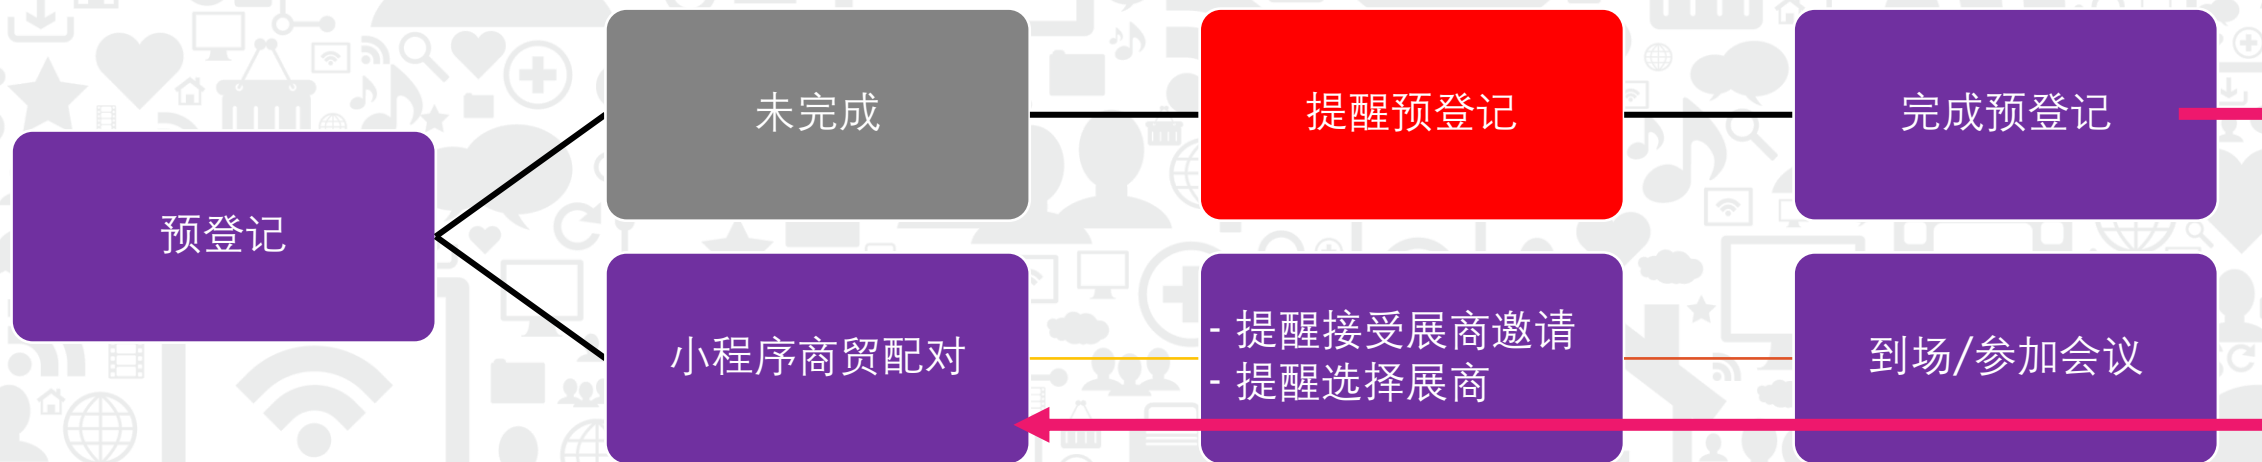 未完成
提醒预登记
完成预登记
预登记
小程序商贸配对
- 提醒接受展商邀请
- 提醒选择展商
到场/参加会议